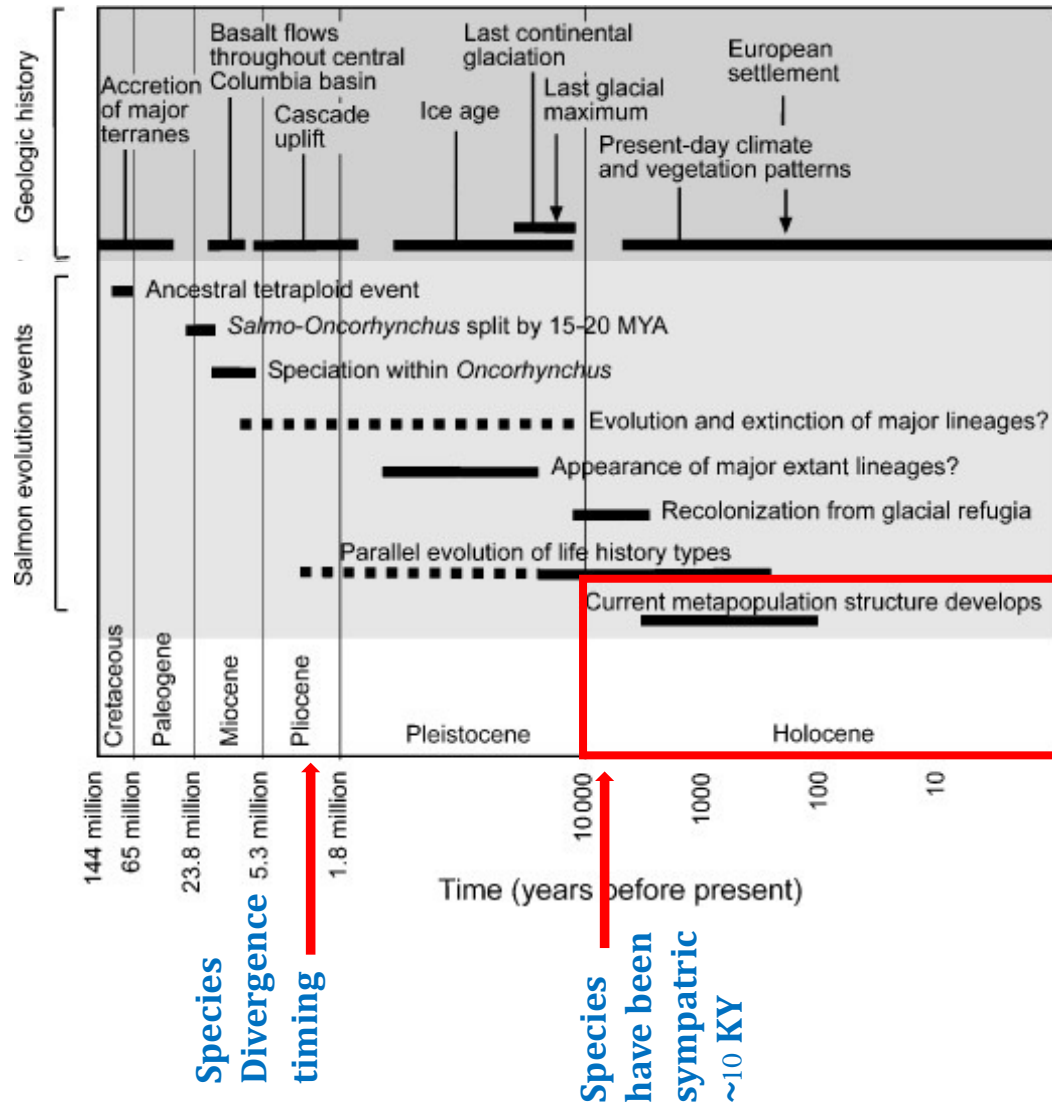 Geologic history
Accretion
of major
terranes
Basalt flows
throughout central
Columbia basin
Cascade
uplift
Ice age
Last continental
glaciation
Last glacial
maximum
European
settlement
Present-day climate
and vegetation patterns
Salmon evolution events
Ancestral tetraploid event
Salmo-Oncorhynchus split by 15-20 MYA
Speciation within Oncorhynchus
Evolution and extinction of major lineages?
Appearance of major extant lineages?
Recolonization from glacial refugia
Parallel evolution of life history types
Current metapopulation structure develops
Cretaceous
Paleogene
Miocene
Pliocene
Pleistocene
Holocene
144 million
65 million
23.8 million
5.3 million
1.8 million
10 000
1000
100
10
Time (years before present)
Species
Divergence
timing
Species
have been
sympatric
~10 KY